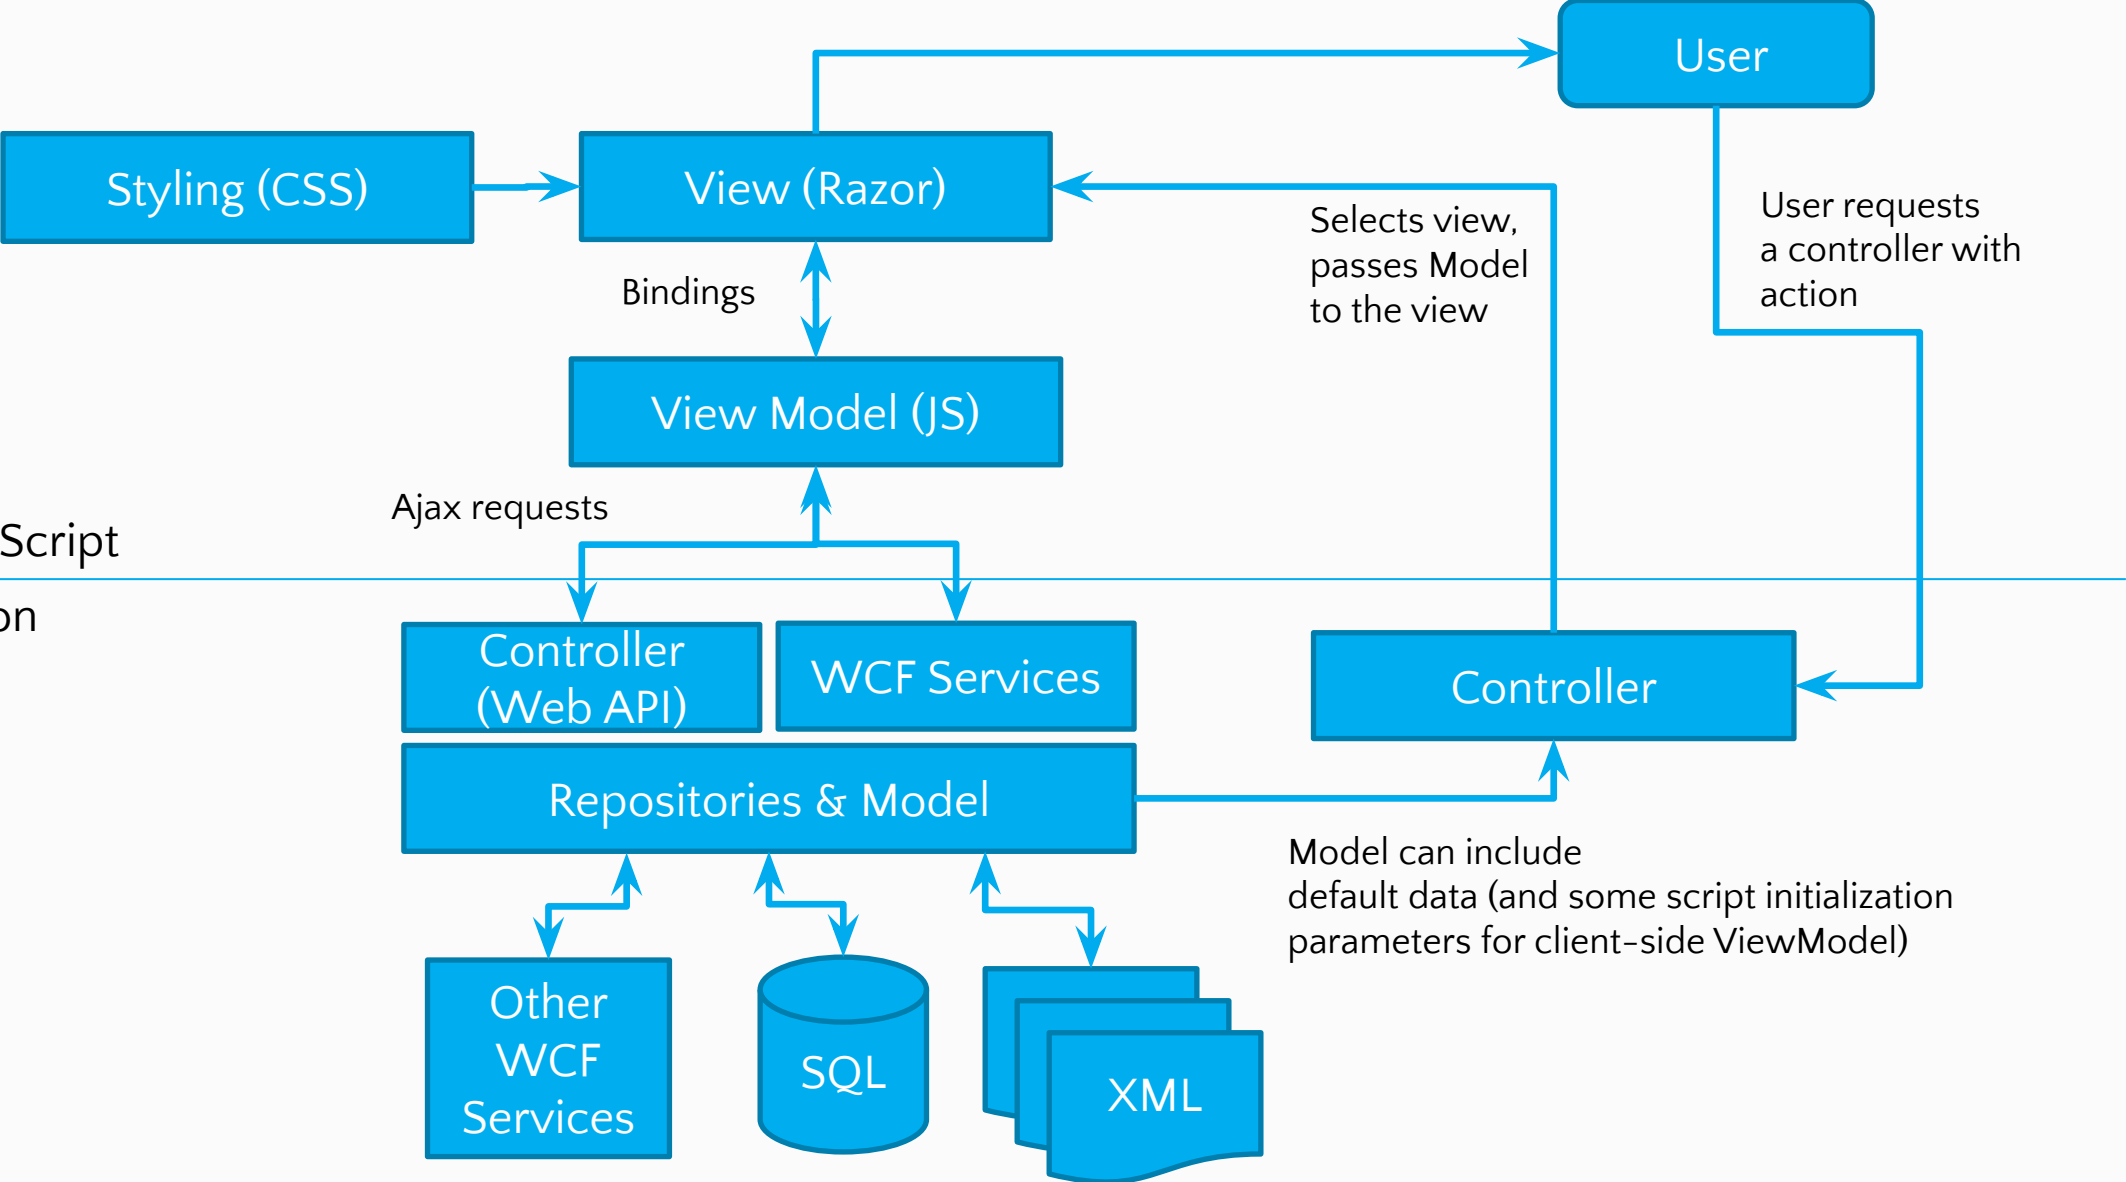 User
Styling (CSS)
View (Razor)
Selects view,
passes Model
to the view
User requests
a controller with
action
Bindings
View Model (JS)
Ajax requests
Script
on
Controller
(Web API)
WCF Services
Controller
Repositories & Model
Model can include
default data (and some script initialization
parameters for client-side ViewModel)
Other
WCF
Services
SQL
XML